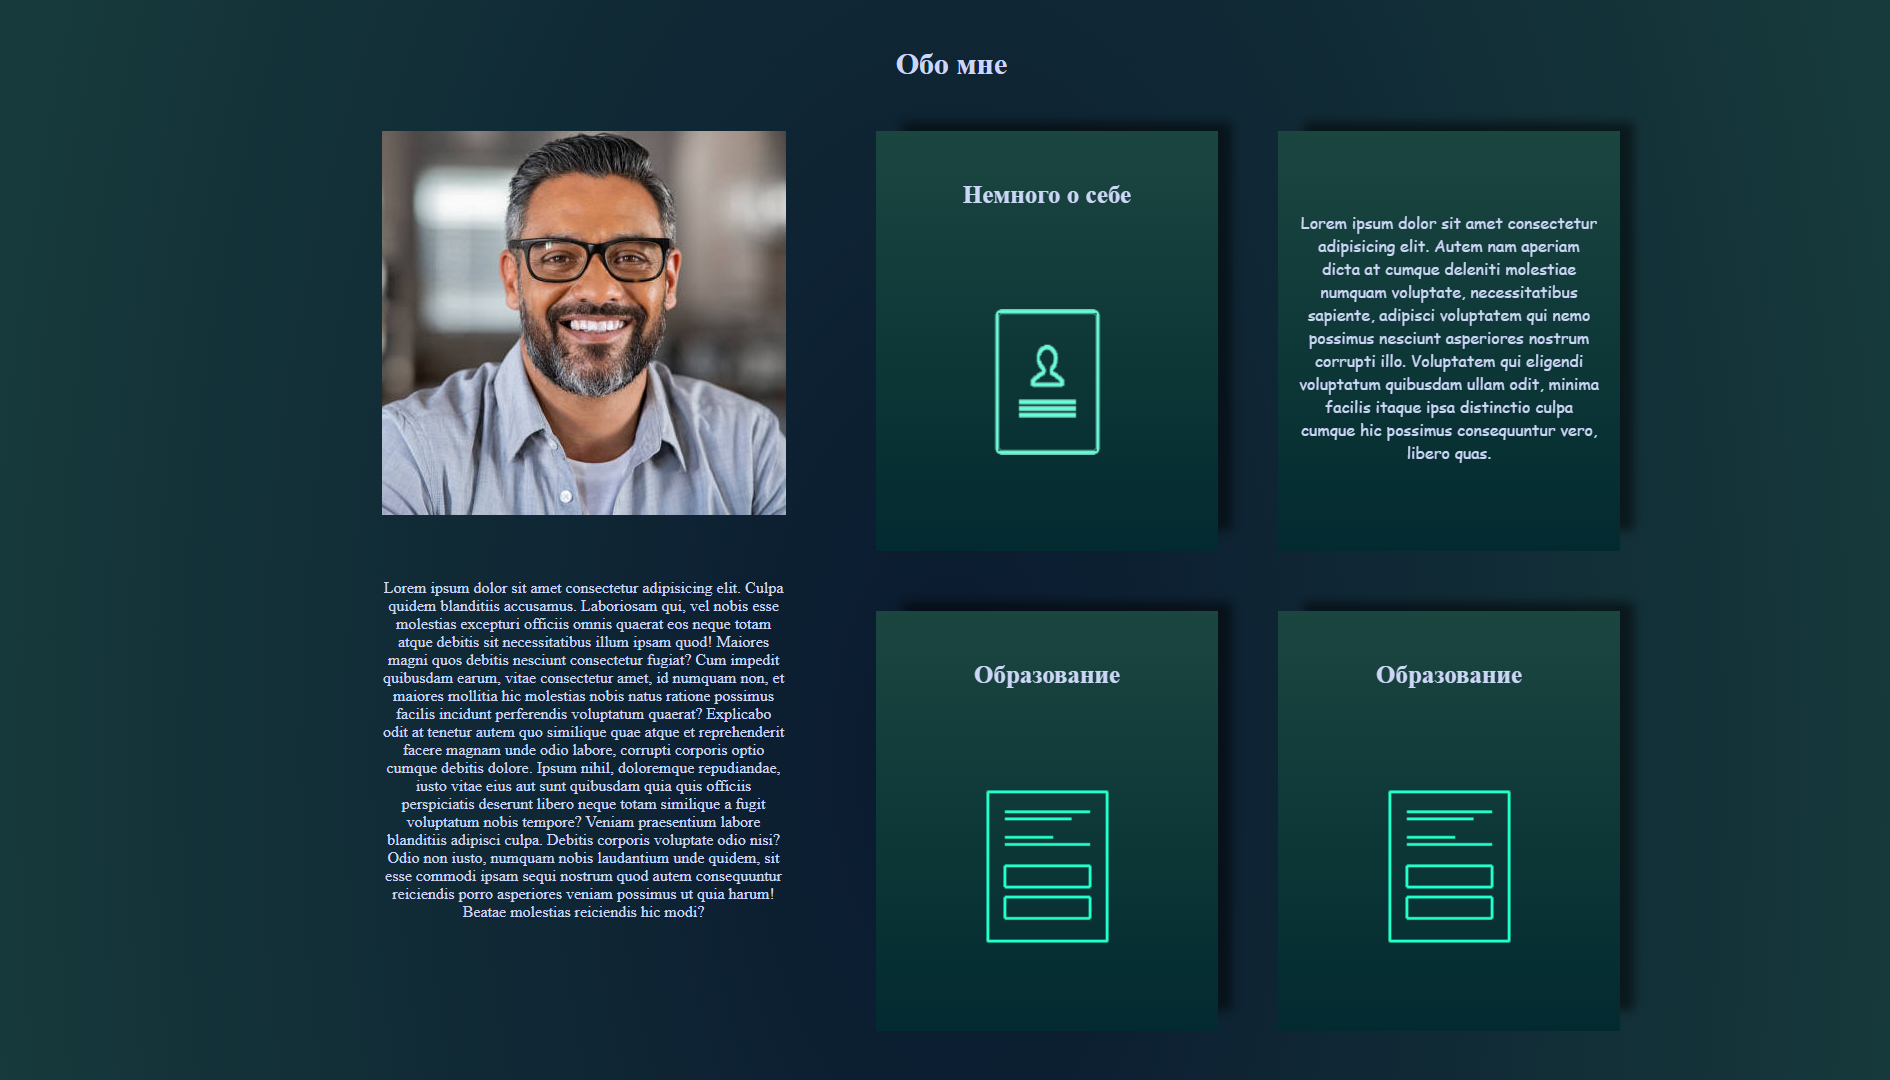 Обо мне
Lorem ipsum dolor sit amet consectetur adipisicing elit. Culpa
quidem blanditiis accusamus. Laboriosam qui, vel nobis esse
molestias excepturi officiis omnis quaerat eos neque totam
atque debitis sit necessitatibus illum ipsam quod! Maiores
magni quos debitis nesciunt consectetur fugiat? Cum impedit
quibusdam earum, vitae consectetur amet, id numquam non, et
maiores mollitia hic molestias nobis natus ratione possimus
facilis incidunt perferendis voluptatum quaerat? Explicabo
odit at tenetur autem quo similique quae atque et reprehenderit
facere magnam unde odio labore, corrupti corporis optio
cumque debitis dolore. Ipsum nihil, doloremque repudiandae,
iusto vitae eius aut sunt quibusdam quia quis officiis
perspiciatis deserunt libero neque totam similique a fugit
voluptatum nobis tempore? Veniam praesentium labore
blanditiis adipisci culpa. Debitis corporis voluptate odio nisi?
Odio non iusto, numquam nobis laudantium unde quidem, sit
esse commodi ipsam sequi nostrum quod autem consequuntur
reiciendis porro asperiores veniam possimus ut quia harum!
Beatae molestias reiciendis hic modi?
Немного о себе
Lorem ipsum dolor sit amet consectetur
adipisicing elit. Autem nam aperiam
dicta at cumque deleniti molestiae
numquam voluptate, necessitatibus
sapiente, adipisci voluptatem qui nemo
possimus nesciunt asperiores nostrum
corrupti illo. Voluptatem qui eligendi
voluptatum quibusdam ullam odit, minima
facilis itaque ipsa distinctio culpa
cumque hic possimus consequuntur vero,
libero quas.
Образование
Образование